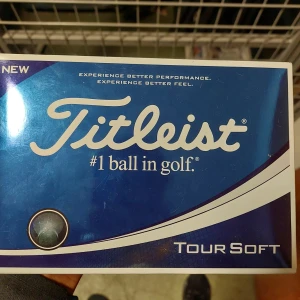 NEW
EXPERIENCE BETTER PERFORMANCE.
EXPERIENCE BETTER FEEL.
Titleist®
#1 ball in golf.®
TOUR SOFT